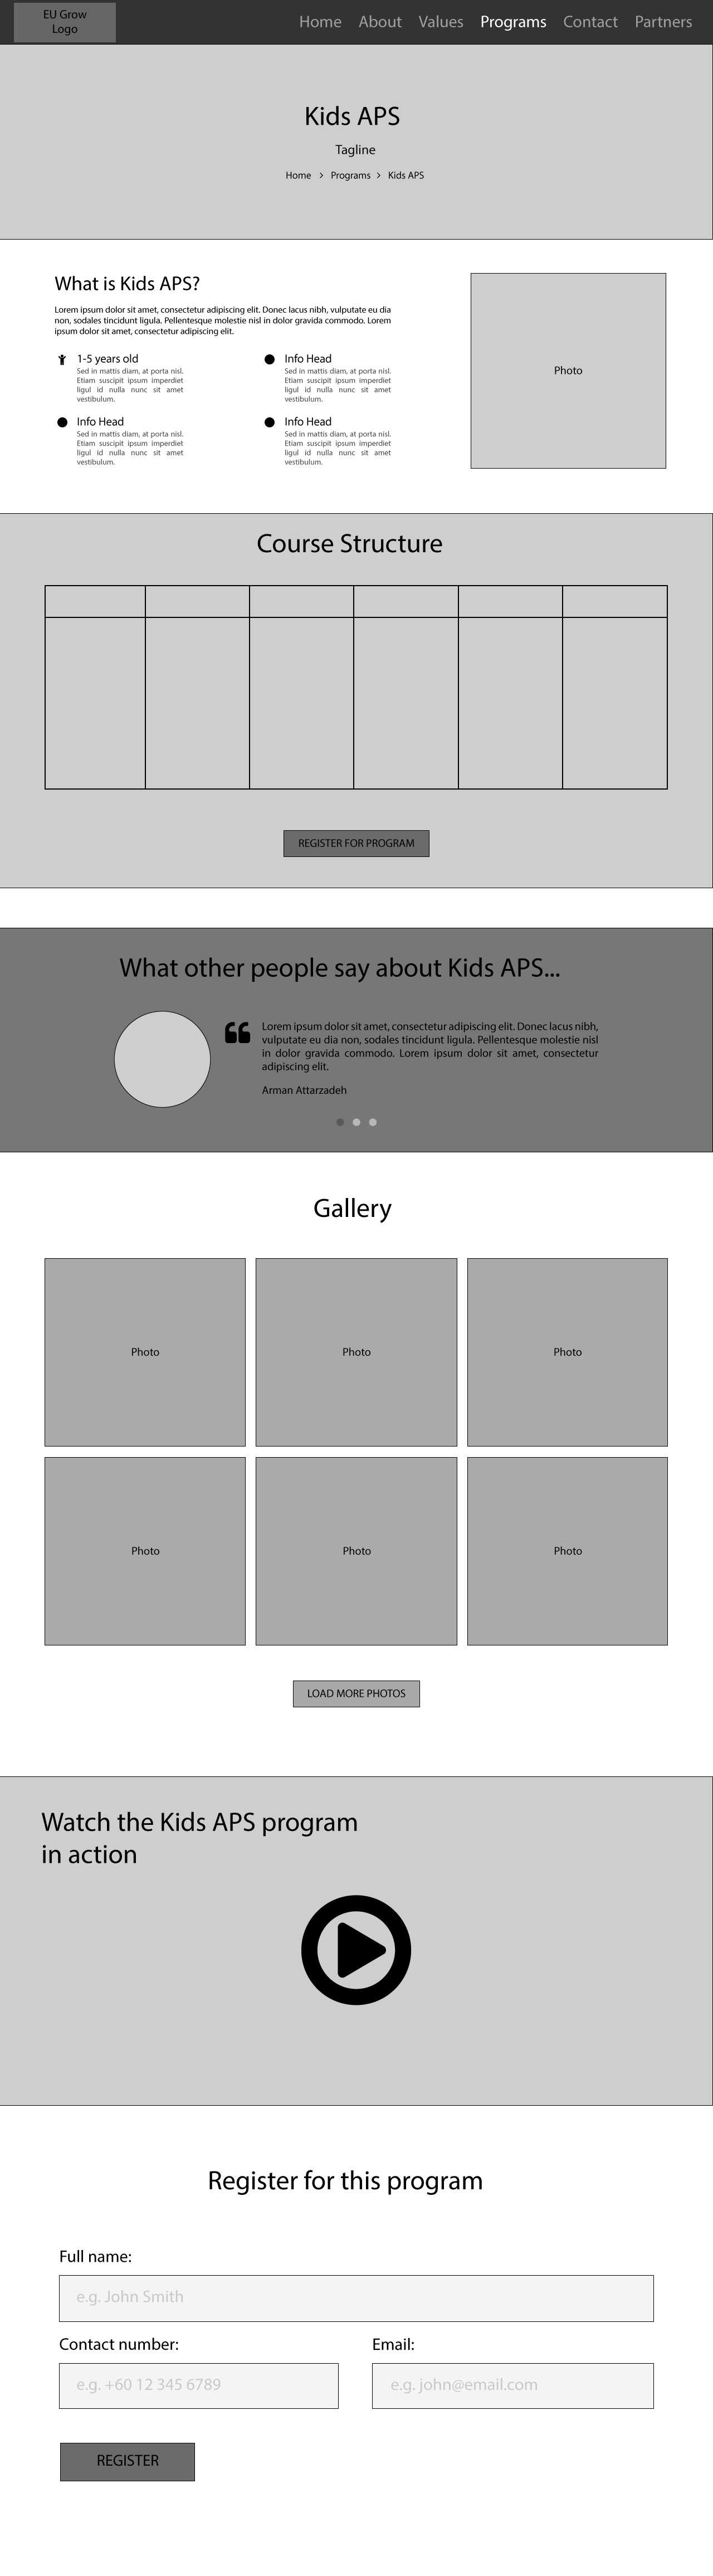 EU Grow
Logo
Home About Values Programs Contact Partners
Kids APS
Tagline
Home > Programs > Kids APS
What is Kids APS?
Lorem ipsum dolor sit amet, consectetur adipiscing elit. Donec lacus nibh, vulputate eu dia
non, sodales tincidunt ligula. Pellentesque molestie nisl in dolor gravida commodo. Lorem
ipsum dolor sit amet, consectetur adipiscing elit.
1-5 years old
Sed in mattis diam, at porta nisl.
Etiam suscipit ipsum imperdiet
ligul id nulla nunc sit amet
vestibulum.
Info Head
Sed in mattis diam, at porta nisl.
Etiam suscipit ipsum imperdiet
ligul id nulla nunc sit amet
vestibulum.
Info Head
Sed in mattis diam, at porta nisl.
Etiam suscipit ipsum imperdiet
ligul id nulla nunc sit amet
vestibulum.
Info Head
Sed in mattis diam, at porta nisl.
Etiam suscipit ipsum imperdiet
ligul id nulla nunc sit amet
vestibulum.
Photo
Course Structure
REGISTER FOR PROGRAM
What other people say about Kids APS...
Lorem ipsum dolor sit amet, consectetur adipiscing elit. Donec lacus nibh,
vulputate eu dia non, sodales tincidunt ligula. Pellentesque molestie nisl
in dolor gravida commodo. Lorem ipsum dolor sit amet, consectetur
adipiscing elit.
Arman Attarzadeh
Gallery
Photo
Photo
Photo
Photo
Photo
Photo
LOAD MORE PHOTOS
Watch the Kids APS program
in action
Register for this program
Full name:
e.g. John Smith
Contact number:
e.g. +60 12 345 6789
Email:
e.g. john@email.com
REGISTER